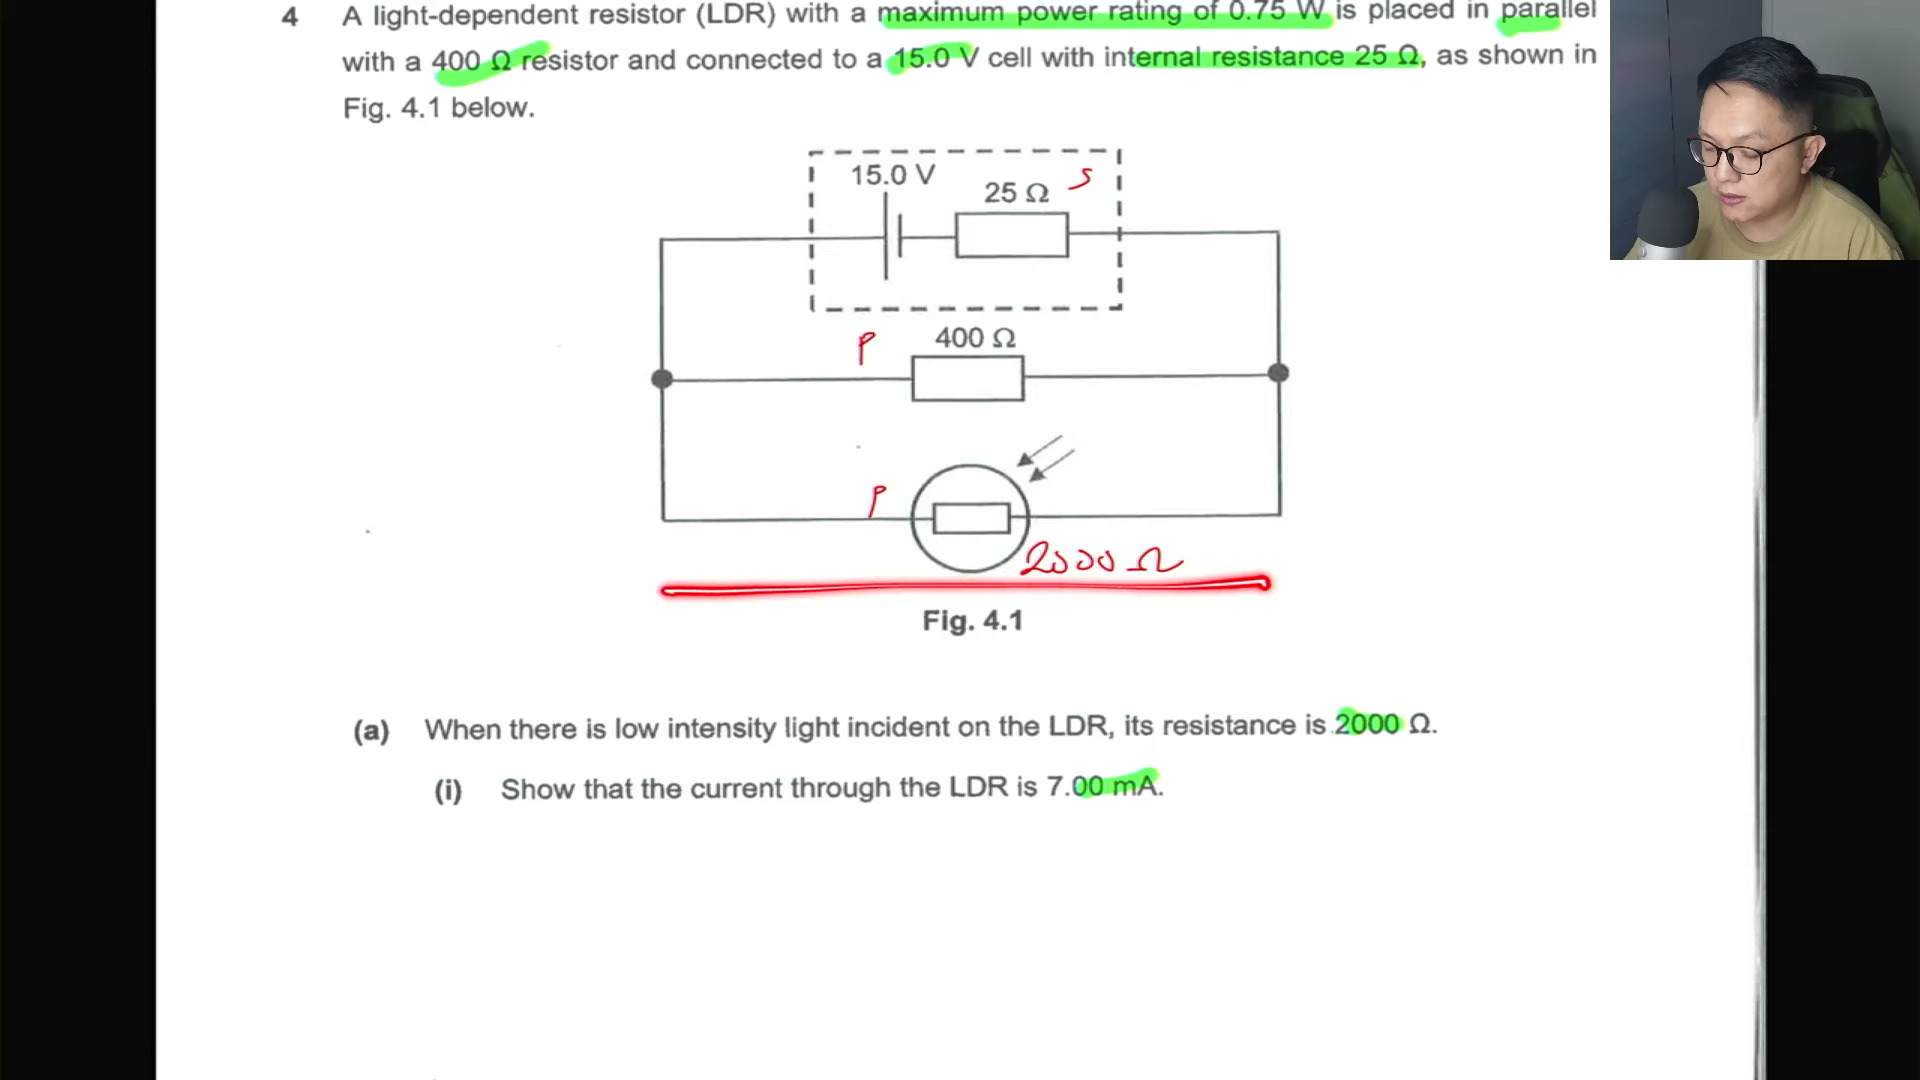 4 A light-dependent resistor (LDR) with a maximum power rating of 0.75 W is placed in parallel
with a 400 Ω resistor and connected to a 15.0 V cell with internal resistance 25 Ω, as shown in
Fig. 4.1 below.
15.0 V
25 Ω
S
P
400 Ω
P
2000 Ω
Fig. 4.1
(a) When there is low intensity light incident on the LDR, its resistance is 2000 Ω.
(i) Show that the current through the LDR is 7.00 mA.